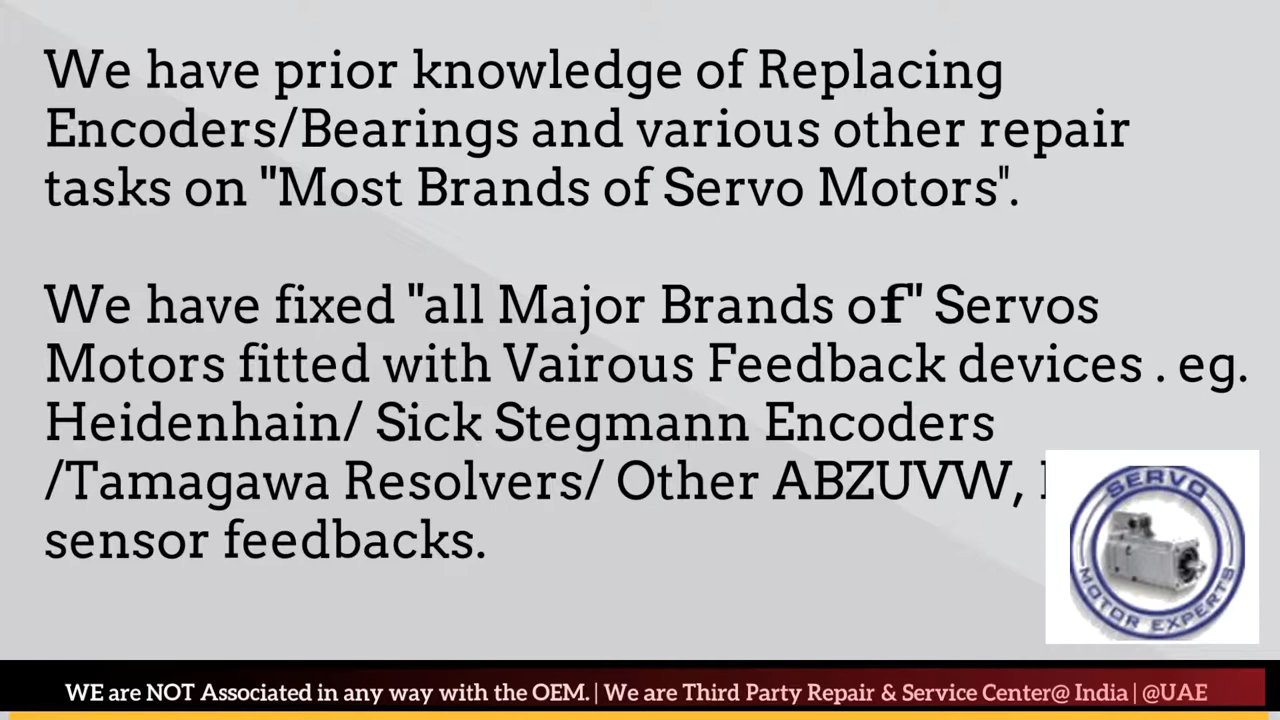 We have prior knowledge of Replacing
Encoders/Bearings and various other repair
tasks on "Most Brands of Servo Motors".
We have fixed "all Major Brands of" Servos
Motors fitted with Vairous Feedback devices . eg.
Heidenhain/ Sick Stegmann Encoders
/Tamagawa Resolvers/ Other ABZUVW,
sensor feedbacks.
SERVO
MOTOR EXPERTS
WE are NOT Associated in any way with the OEM. | We are Third Party Repair & Service Center@ India | @UAE